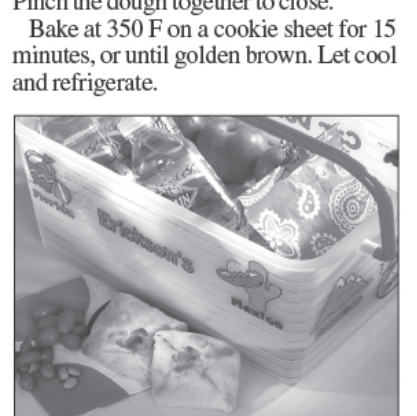 Pinch the dough together to close.
Bake at 350 F on a cookie sheet for 15
minutes, or until golden brown. Let cool
and refrigerate.
Florida
Erickson's
Mexico